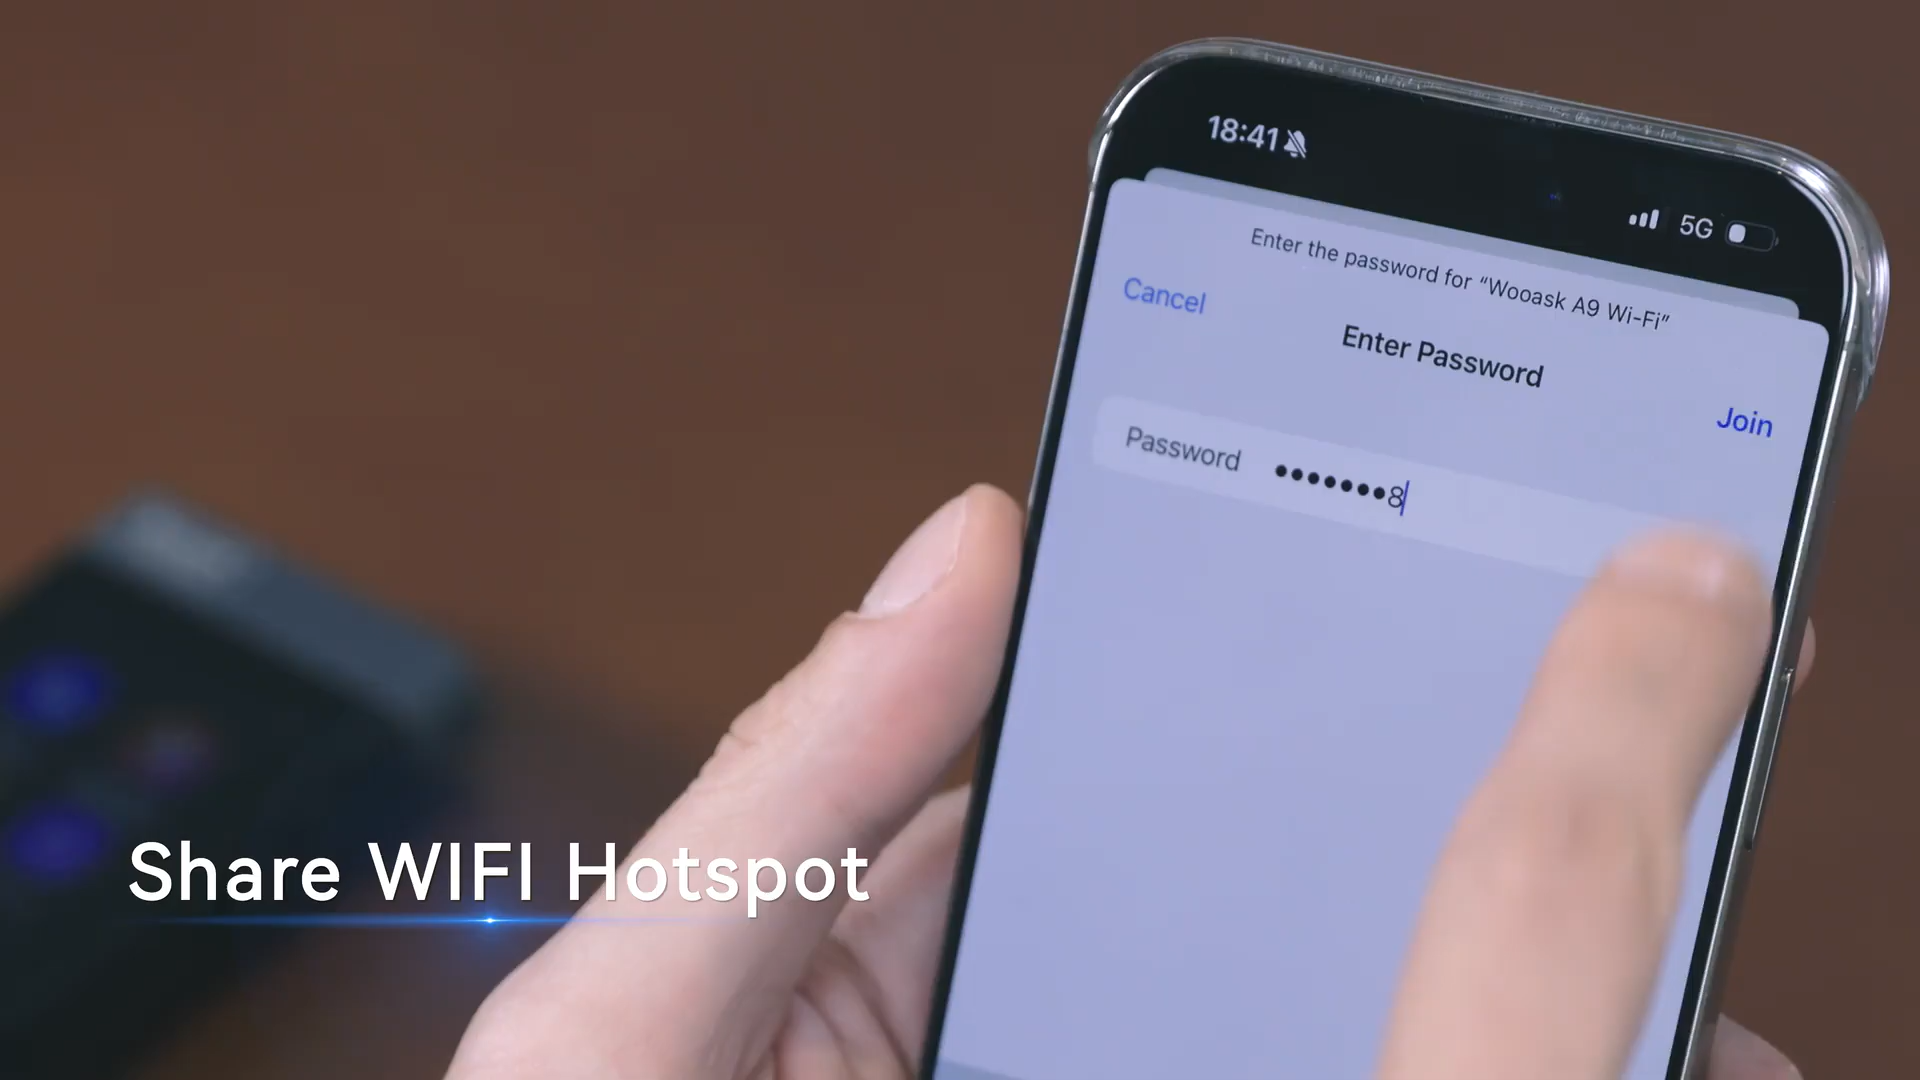 18:41
5G
Enter the password for “Wooask A9 Wi-Fi”
Cancel
Enter Password
Join
Password ●●●●●●●8
Share WIFI Hotspot